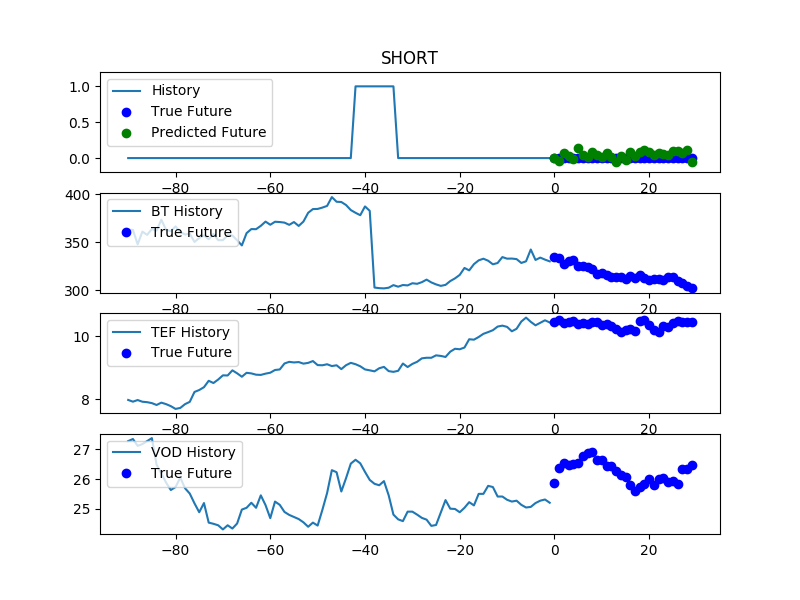 SHORT
1.0
0.5
0.0
History
True Future
Predicted Future
−80 −60 −40 −20 0 20
400
350
300
BT History
True Future
−80 −60 −40 −20 0 20
10
8
TEF History
True Future
−80 −60 −40 −20 0 20
27
26
25
VOD History
True Future
−80 −60 −40 −20 0 20